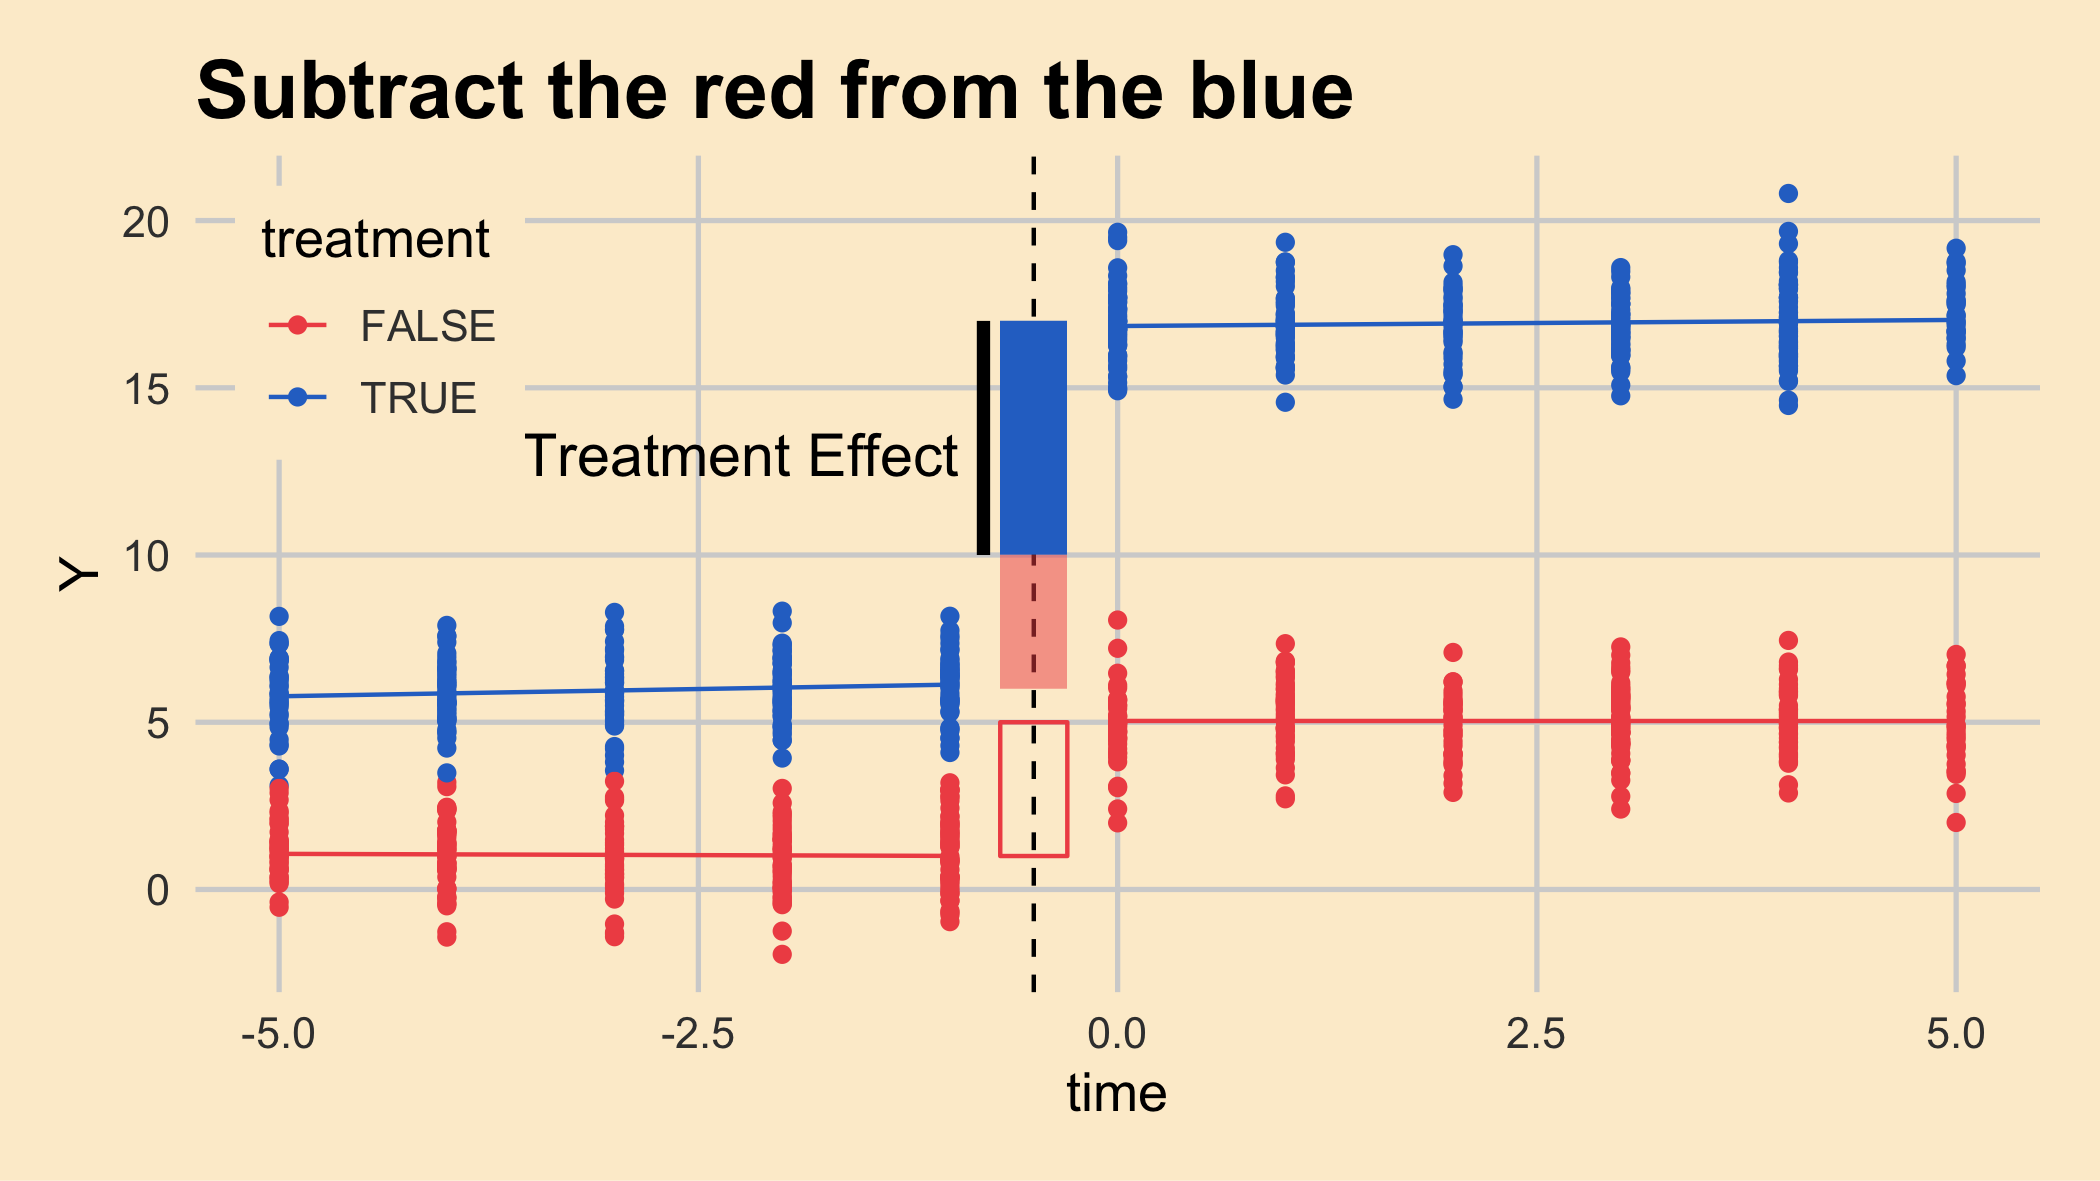 Subtract the red from the blue
treatment
FALSE
TRUE
Treatment Effect
Y
20
15
10
5
0
-5.0
-2.5
0.0
2.5
5.0
time